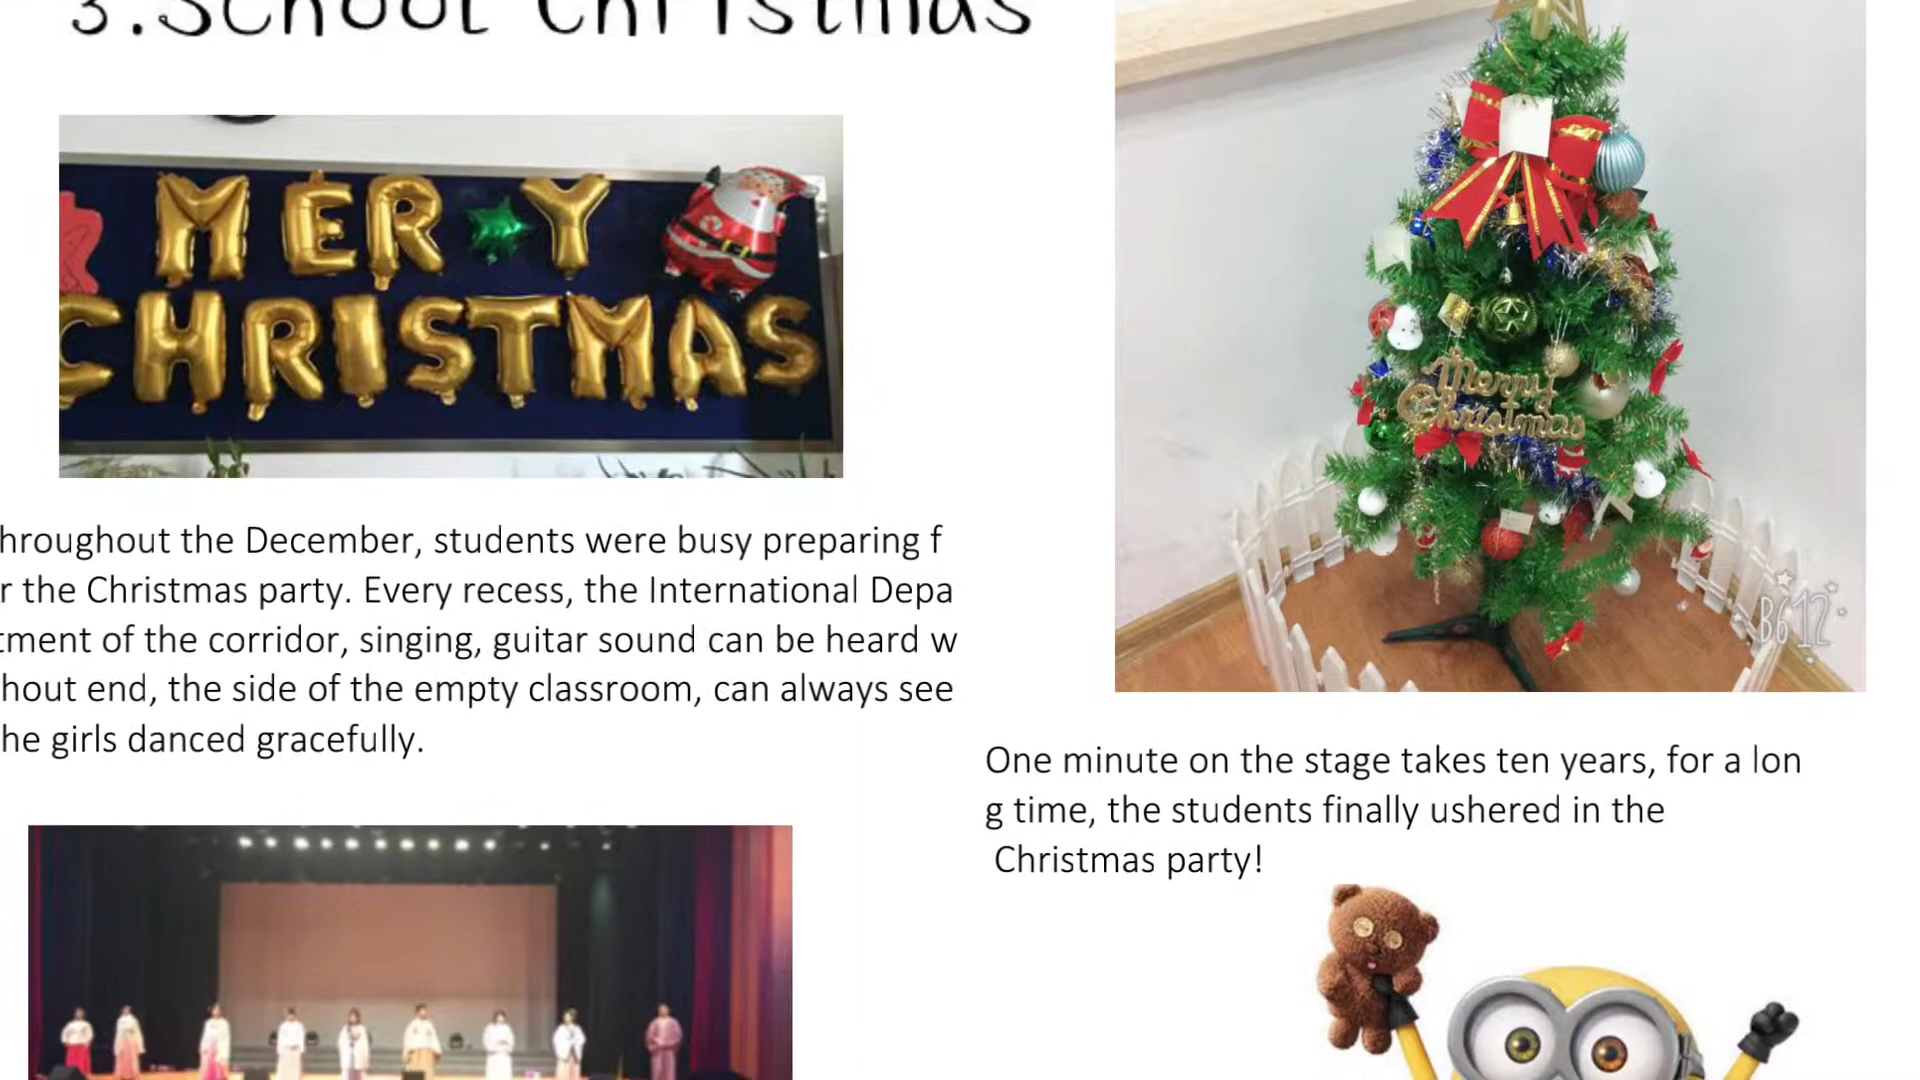 3.School Christmas
MER Y
CHRISTMAS
Merry
Christmas
B612
hroughout the December, students were busy preparing f
r the Christmas party. Every recess, the International Depa
tment of the corridor, singing, guitar sound can be heard w
hout end, the side of the empty classroom, can always see
he girls danced gracefully.
One minute on the stage takes ten years, for a lon
g time, the students finally ushered in the
Christmas party!